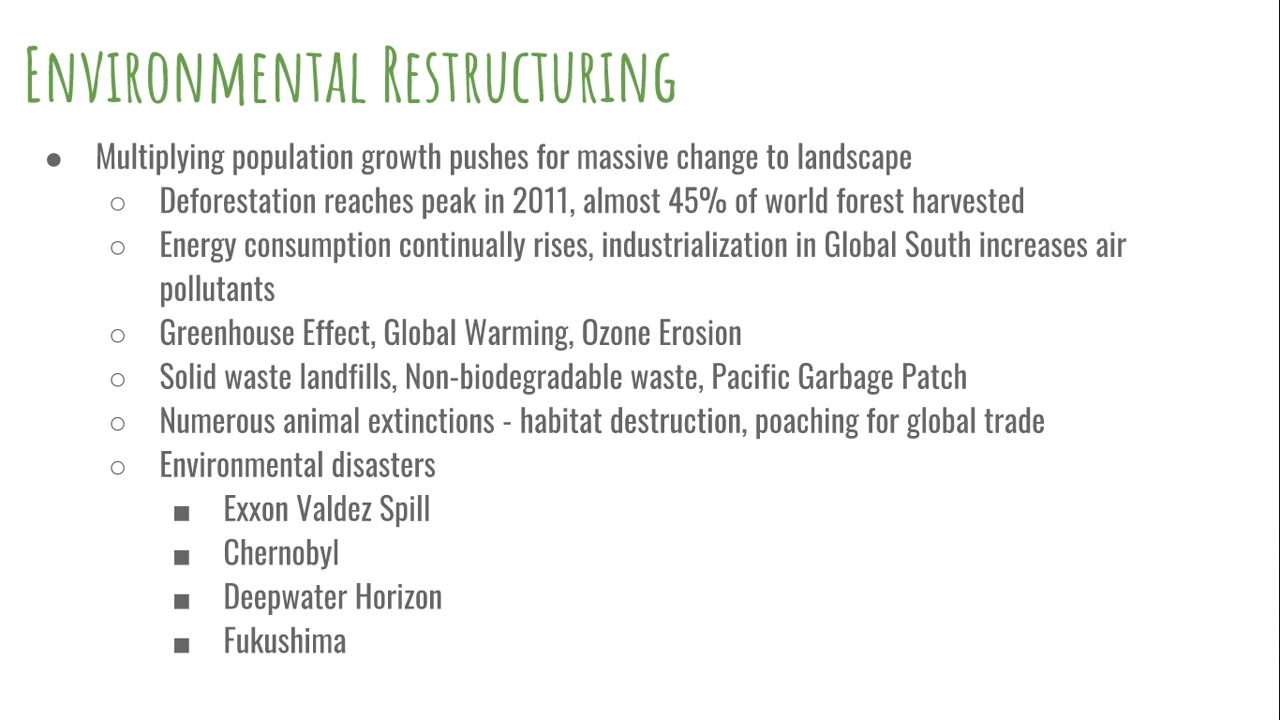 Environmental Restructuring
● Multiplying population growth pushes for massive change to landscape
○ Deforestation reaches peak in 2011, almost 45% of world forest harvested
○ Energy consumption continually rises, industrialization in Global South increases air
pollutants
○ Greenhouse Effect, Global Warming, Ozone Erosion
○ Solid waste landfills, Non-biodegradable waste, Pacific Garbage Patch
○ Numerous animal extinctions - habitat destruction, poaching for global trade
○ Environmental disasters
■ Exxon Valdez Spill
■ Chernobyl
■ Deepwater Horizon
■ Fukushima